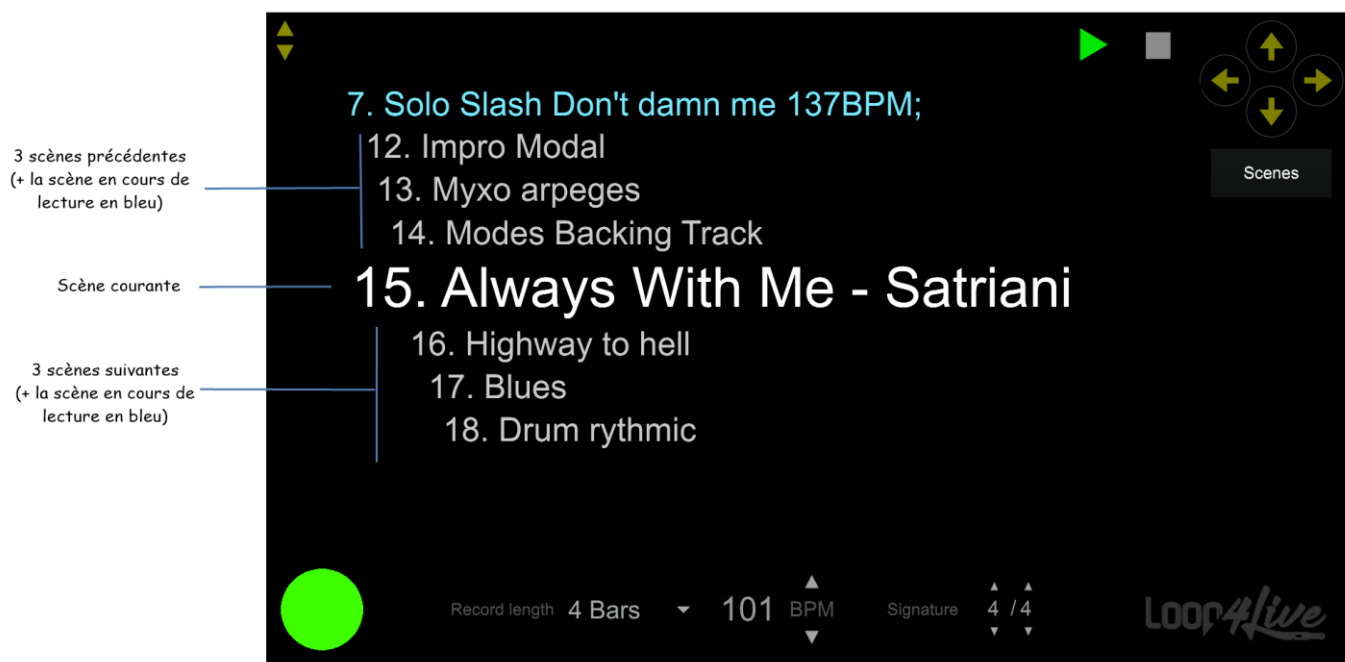 7. Solo Slash Don't damn me 137BPM;
3 scènes précédentes
(+ la scène en cours de
lecture en bleu)
12. Impro Modal
13. Myxo arpeges
14. Modes Backing Track
Scenes
Scène courante
15. Always With Me - Satriani
3 scènes suivantes
(+ la scène en cours de
lecture en bleu)
16. Highway to hell
17. Blues
18. Drum rythmic
Record length 4 Bars 101 BPM Signature 4 / 4
Loop4Live